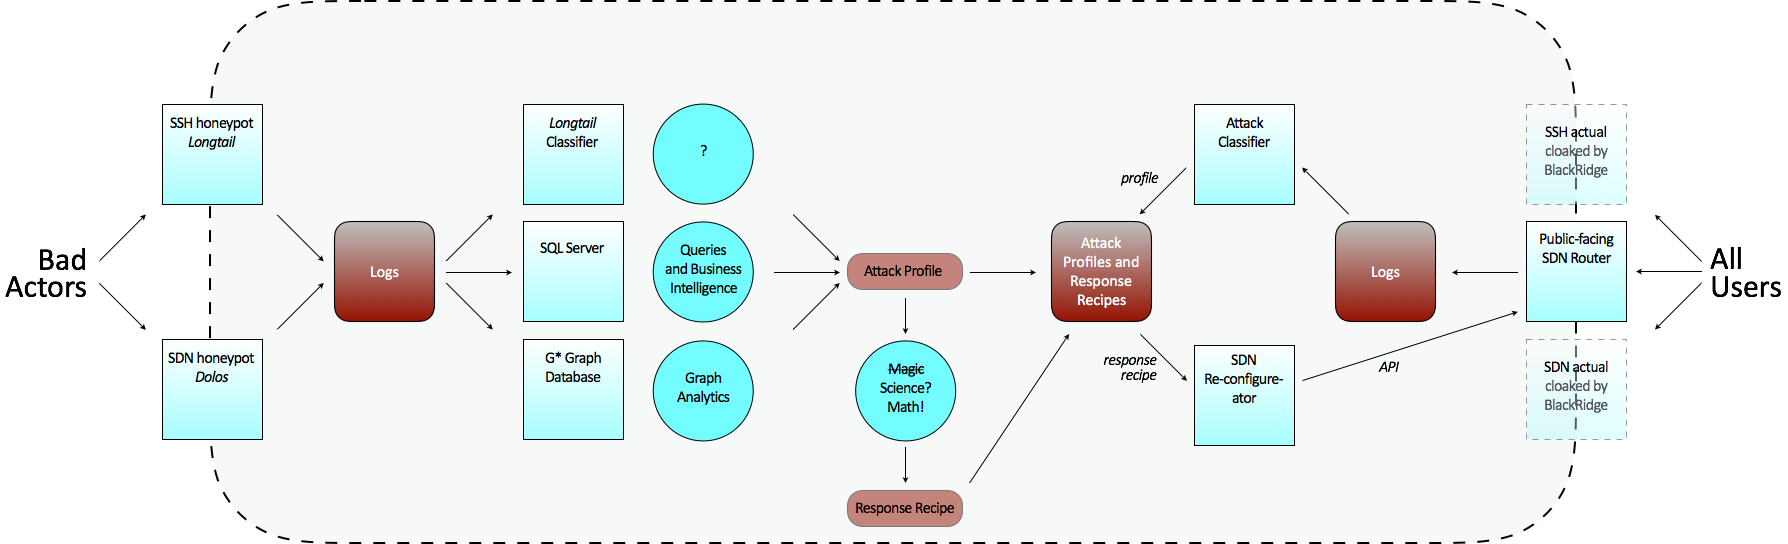 Bad
Actors
SSH honeypot
Longtail
SDN honeypot
Dolos
Logs
Longtail
Classifier
SQL Server
G* Graph
Database
?
Queries
and Business
Intelligence
Graph
Analytics
Attack Profile
Magic
Science?
Math!
Response Recipe
Attack
Profiles and
Response
Recipes
profile
response
recipe
Attack
Classifier
SDN
Re-configure-
ator
API
Logs
SSH actual
cloaked by
BlackRidge
Public-facing
SDN Router
SDN actual
cloaked by
BlackRidge
All
Users